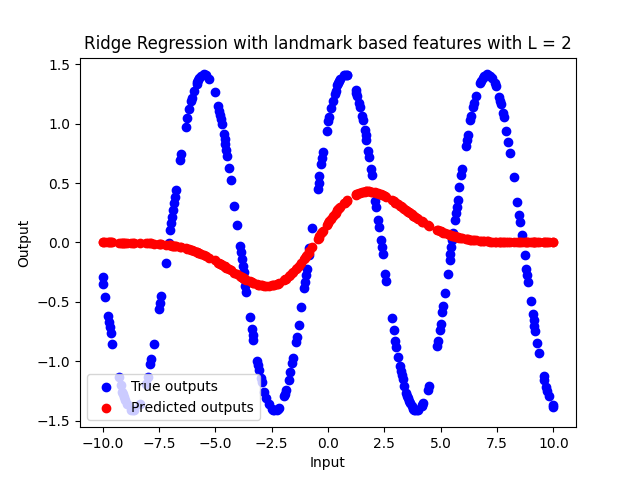 Ridge Regression with landmark based features with L = 2
1.5
1.0
0.5
0.0
−0.5
−1.0
−1.5
Output
True outputs
Predicted outputs
−10.0 −7.5 −5.0 −2.5 0.0 2.5 5.0 7.5 10.0
Input